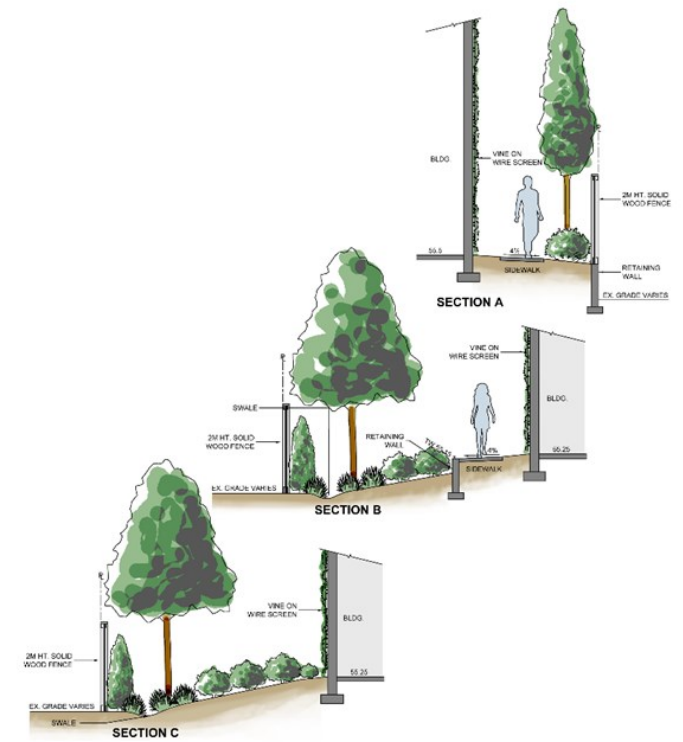 BLDG.
VINE ON
WIRE SCREEN
2M HT. SOLID
WOOD FENCE
55.5
4%
SIDEWALK
RETAINING
WALL
EX. GRADE VARIES
SECTION A
VINE ON
WIRE SCREEN
BLDG.
SWALE
2M HT. SOLID
WOOD FENCE
RETAINING
WALL
4%
SIDEWALK
55.25
EX. GRADE VARIES
SECTION B
VINE ON
WIRE SCREEN
BLDG.
2M HT. SOLID
WOOD FENCE
55.25
EX. GRADE VARIES
SWALE
SECTION C